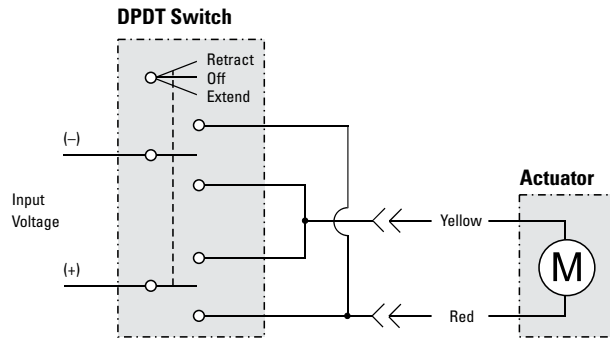 DPDT Switch
Retract
Off
Extend
(–)
Input
Voltage
(+)
Actuator
Yellow
M
Red